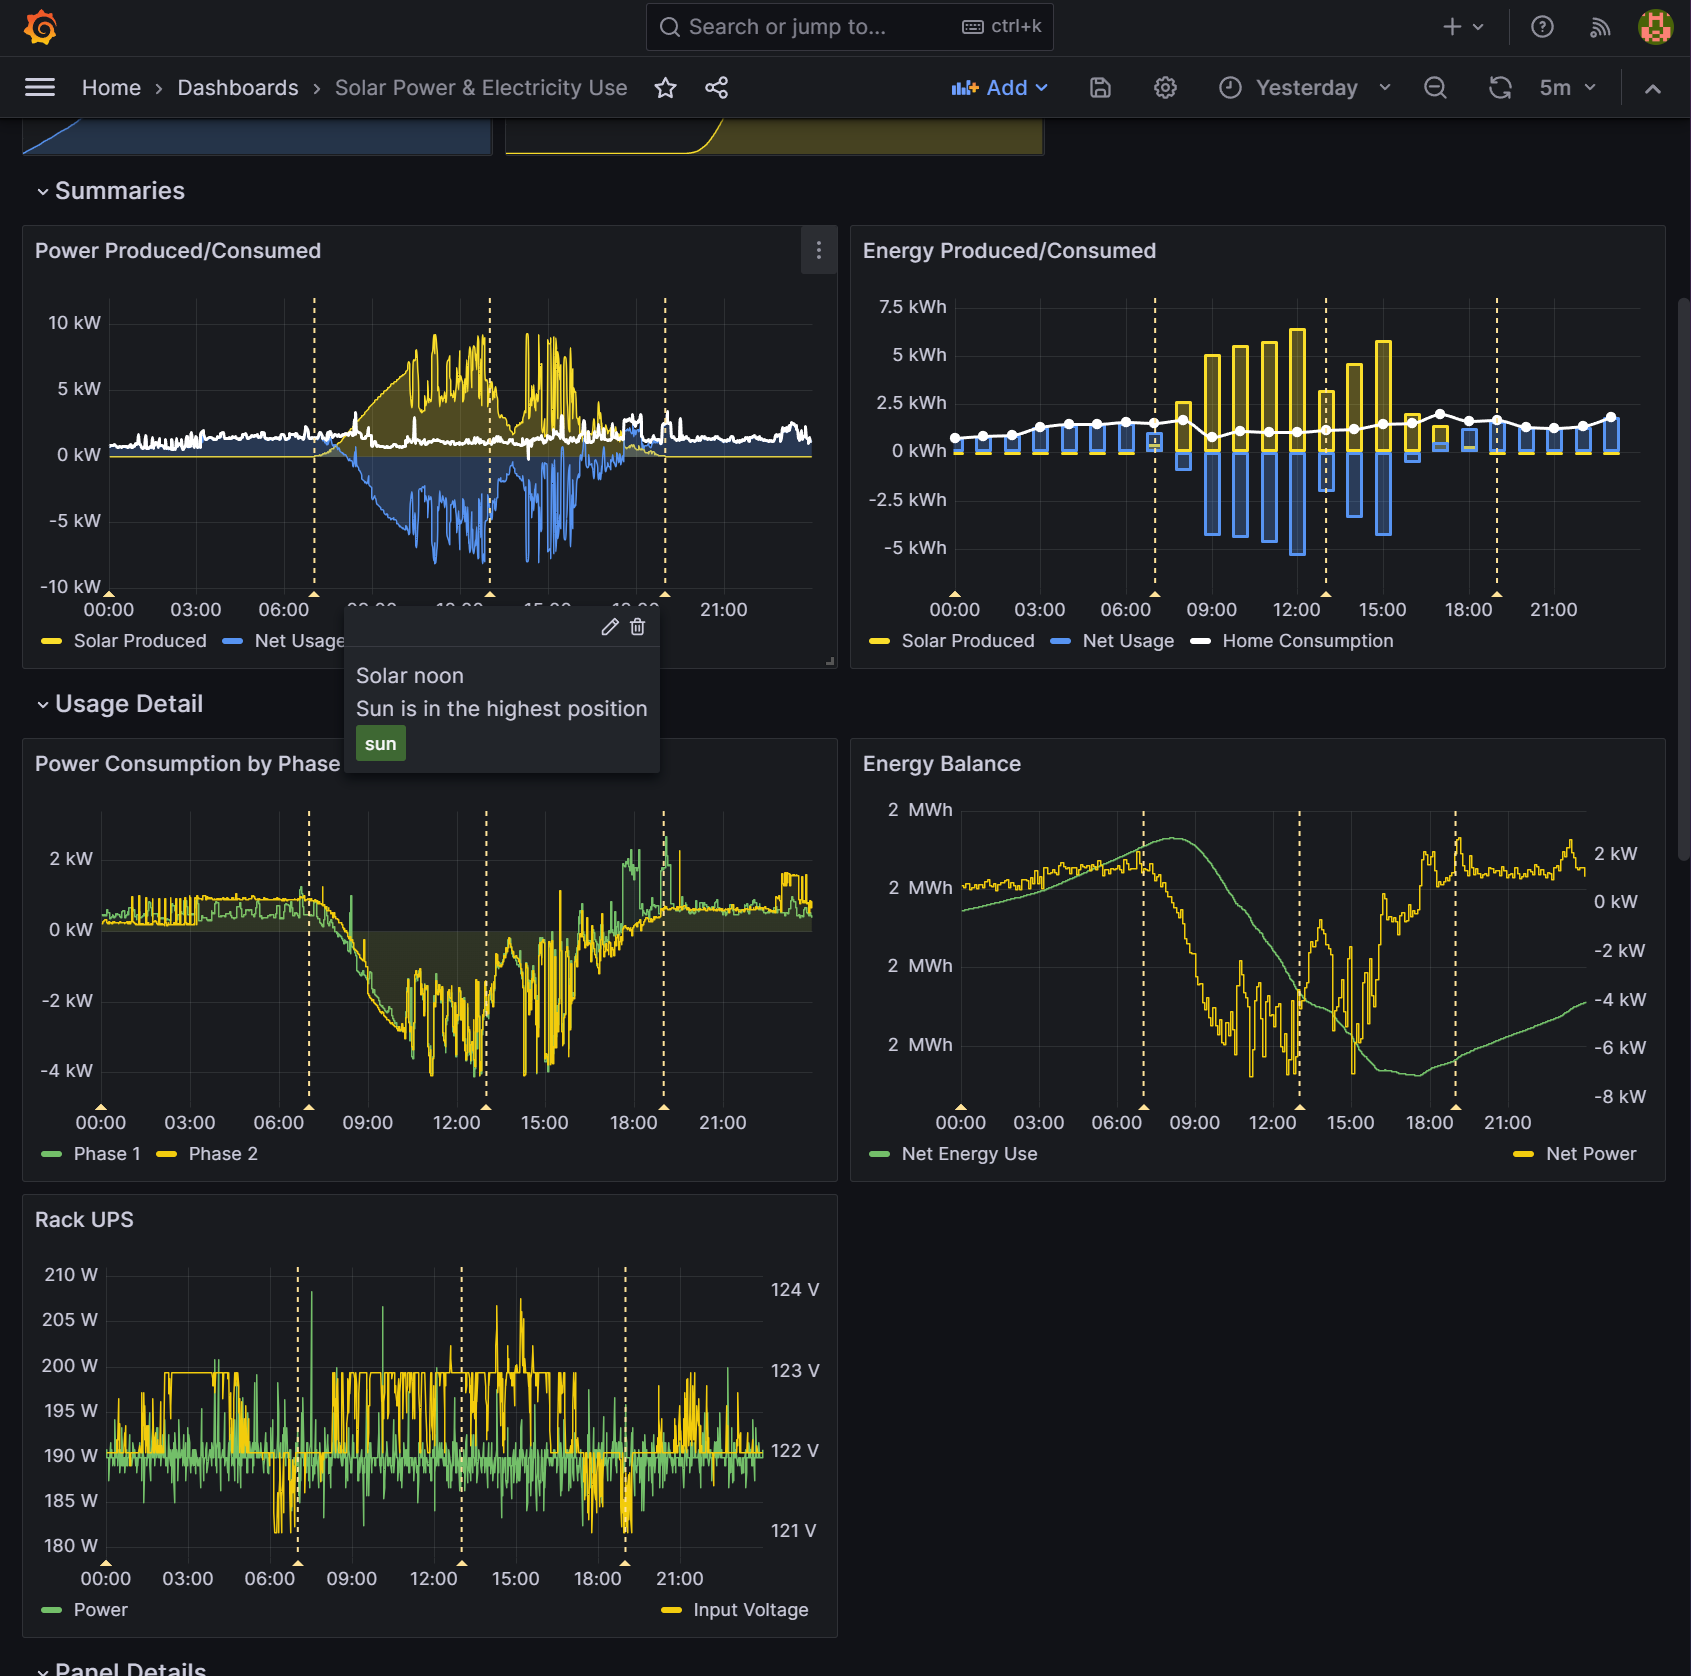 Search or jump to... ctrl+k
Home › Dashboards › Solar Power & Electricity Use Add Yesterday 5m
Summaries
Power Produced/Consumed
10 kW
5 kW
0 kW
-5 kW
-10 kW
00:00 03:00 06:00 21:00
Solar Produced Net Usage
Energy Produced/Consumed
7.5 kWh
5 kWh
2.5 kWh
0 kWh
-2.5 kWh
-5 kWh
00:00 03:00 06:00 09:00 12:00 15:00 18:00 21:00
Solar Produced Net Usage Home Consumption
Solar noon
Sun is in the highest position
sun
Usage Detail
Power Consumption by Phase
2 kW
0 kW
-2 kW
-4 kW
00:00 03:00 06:00 09:00 12:00 15:00 18:00 21:00
Phase 1 Phase 2
Energy Balance
2 MWh
2 MWh
2 MWh
2 MWh
2 kW
0 kW
-2 kW
-4 kW
-6 kW
-8 kW
00:00 03:00 06:00 09:00 12:00 15:00 18:00 21:00
Net Energy Use Net Power
Rack UPS
210 W
205 W
200 W
195 W
190 W
185 W
180 W
124 V
123 V
122 V
121 V
00:00 03:00 06:00 09:00 12:00 15:00 18:00 21:00
Power Input Voltage
Panel Details